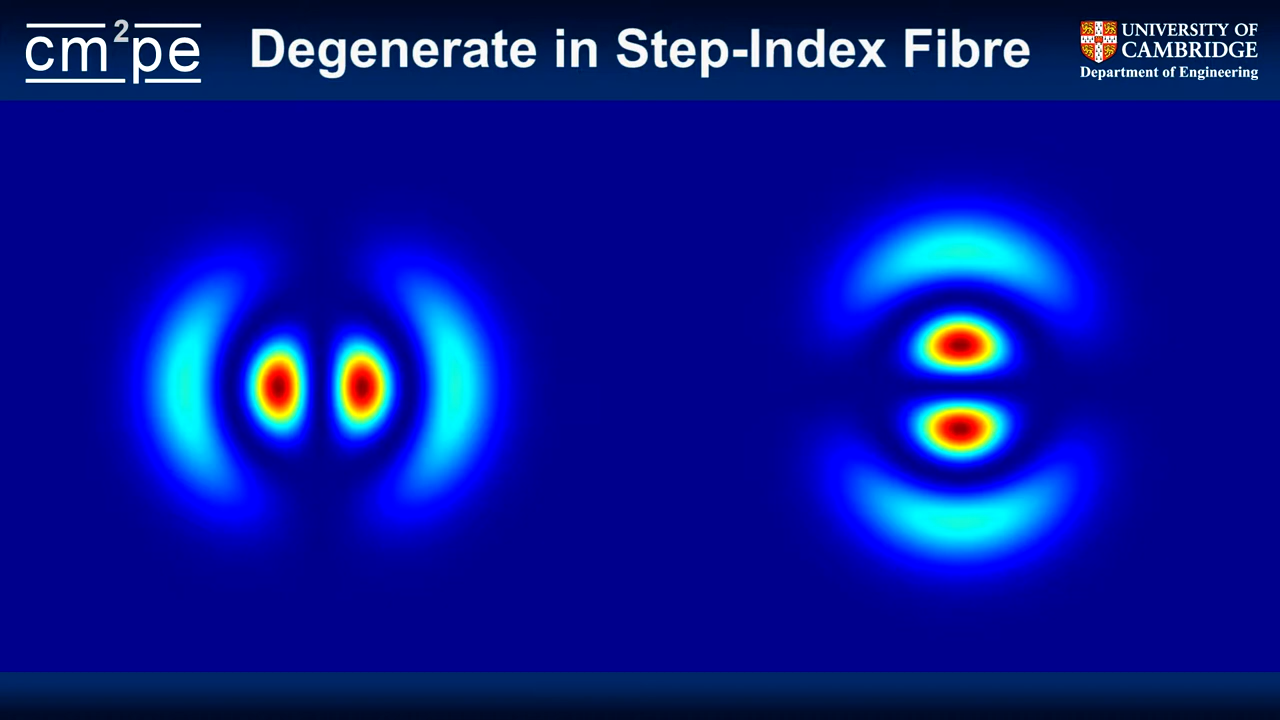 cm²pe
Degenerate in Step-Index Fibre
UNIVERSITY OF
CAMBRIDGE
Department of Engineering